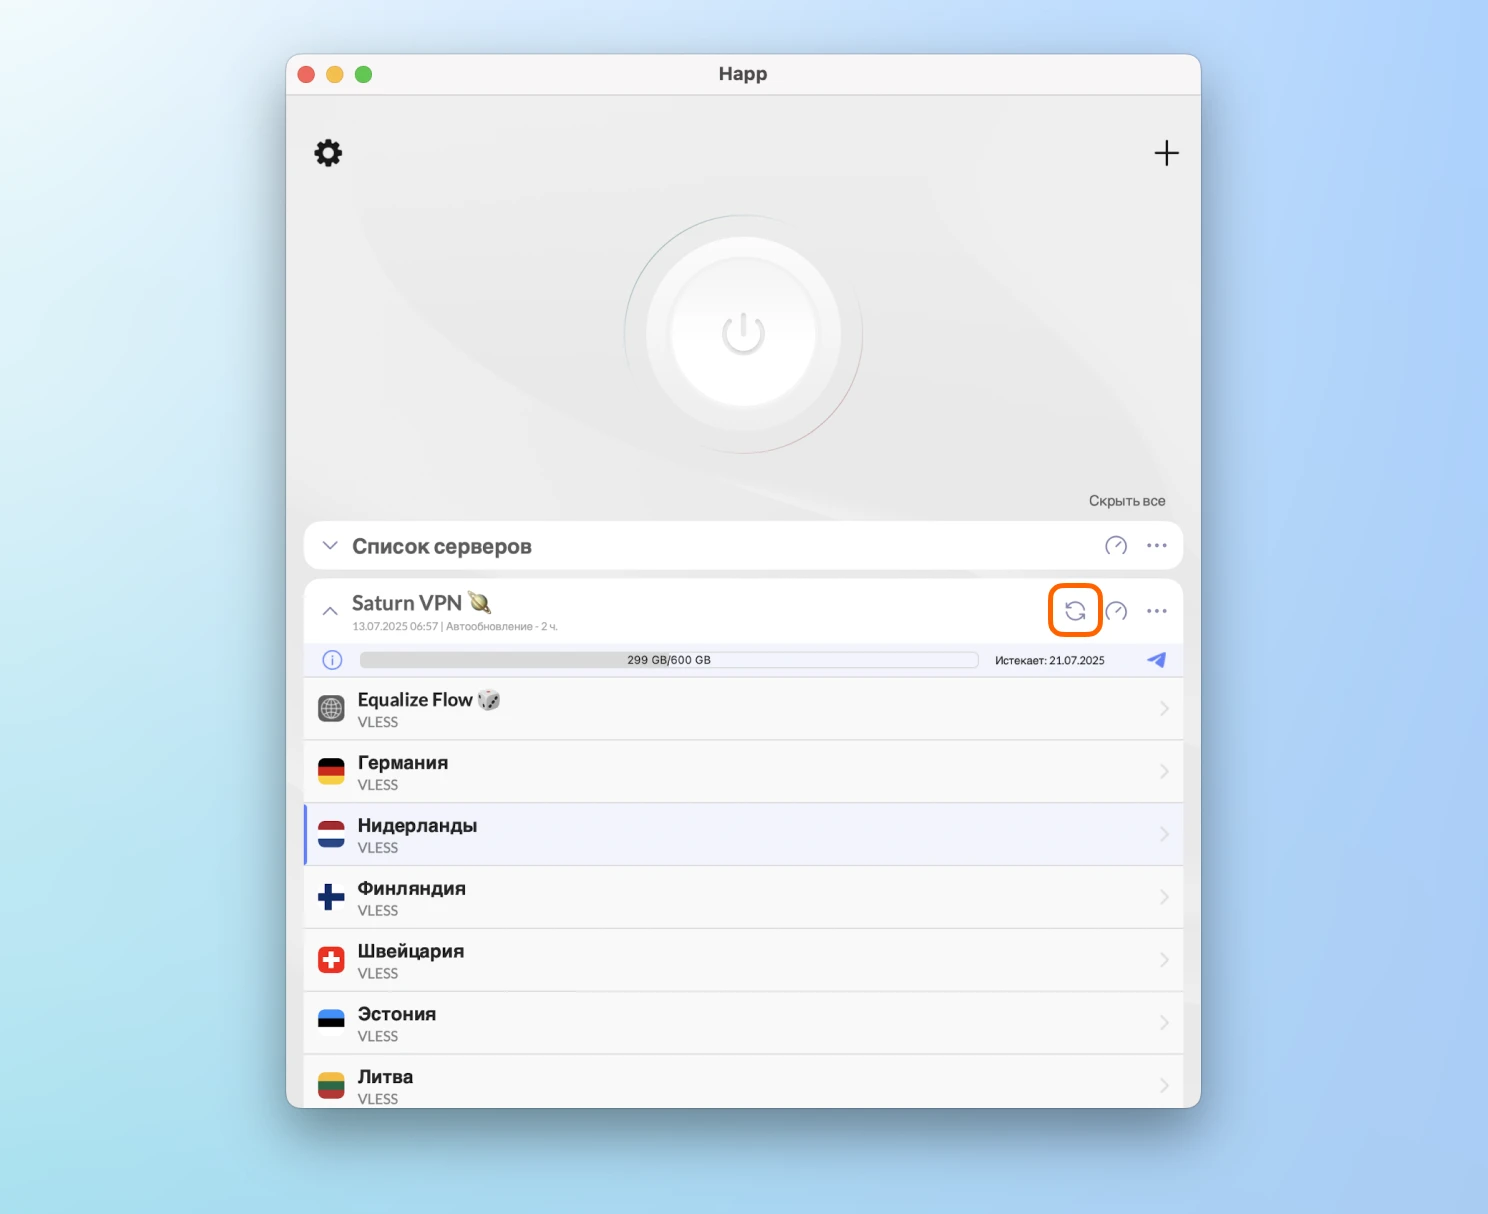 Happ
Скрыть все
Список серверов
Saturn VPN 🪐
13.07.2025 06:57 | Автообновление - 2 ч.
299 GB/600 GB
Истекает: 21.07.2025
Equalize Flow 🎲
VLESS
Германия
VLESS
Нидерланды
VLESS
Финляндия
VLESS
Швейцария
VLESS
Эстония
VLESS
Литва
VLESS